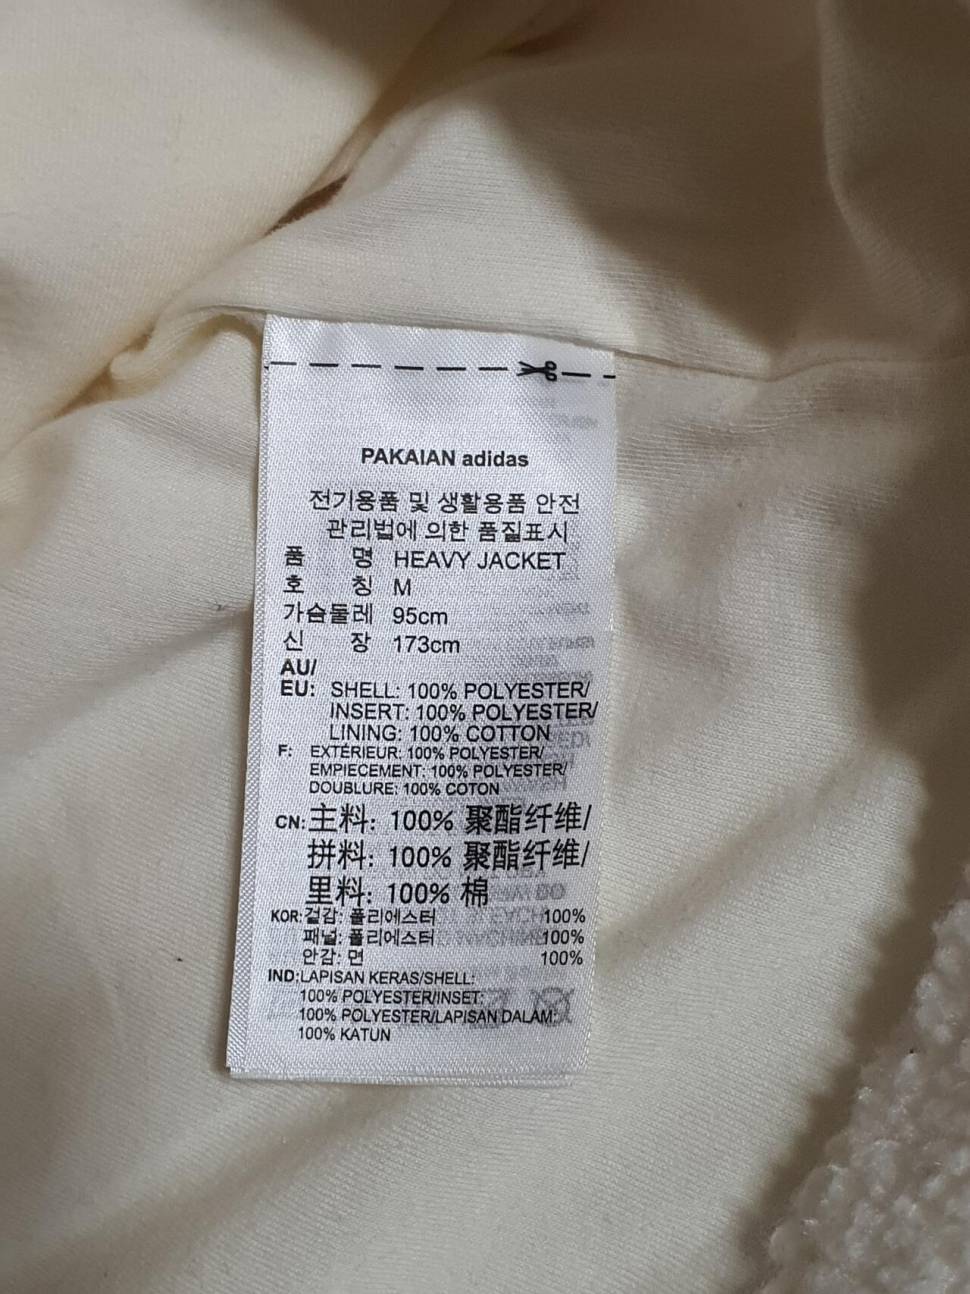 PAKAIAN adidas
전기용품 및 생활용품 안전
관리법에 의한 품질표시
품 명 HEAVY JACKET
호 칭 M
가슴둘레 95cm
신 장 173cm
AU/
EU: SHELL: 100% POLYESTER/
INSERT: 100% POLYESTER/
LINING: 100% COTTON
F: EXTÉRIEUR: 100% POLYESTER/
EMPIECEMENT: 100% POLYESTER/
DOUBLURE: 100% COTON
CN: 主料: 100% 聚酯纤维/
拼料: 100% 聚酯纤维/
里料: 100% 棉
KOR: 겉감: 폴리에스터 100%
패널: 폴리에스터 100%
안감: 면 100%
IND: LAPISAN KERAS/SHELL:
100% POLYESTER/INSET:
100% POLYESTER/LAPISAN DALAM:
100% KATUN